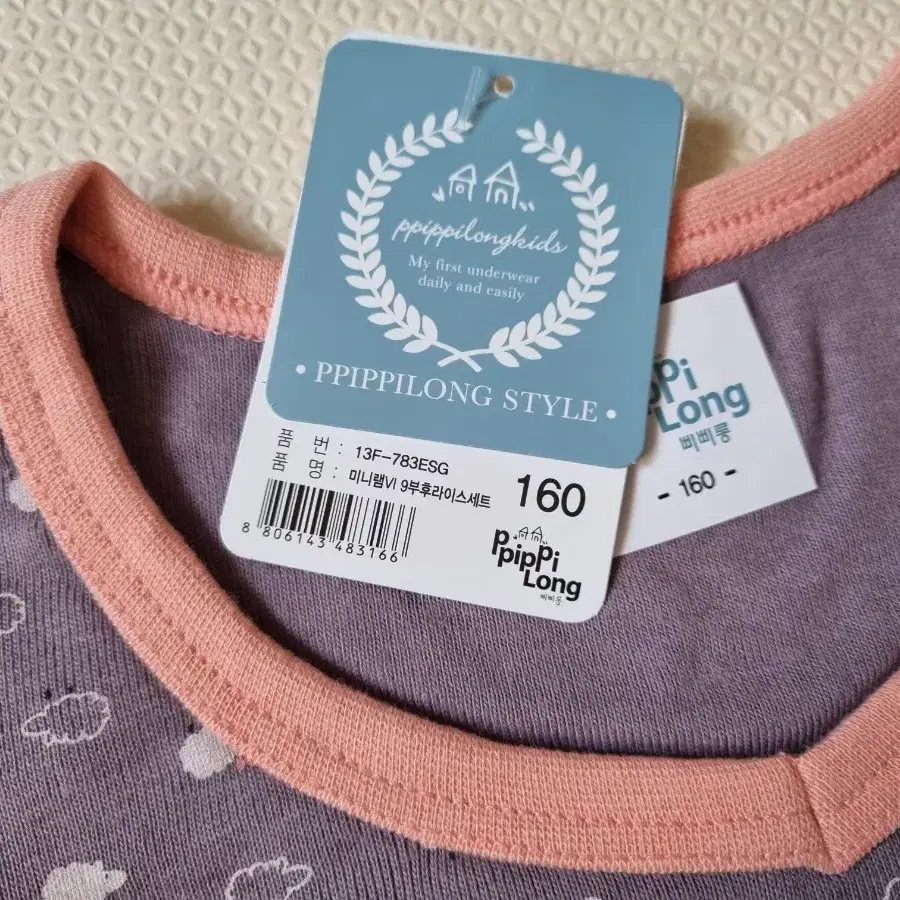 ppippilongkids
My first underwear
daily and easily
• PPIPPILONG STYLE •
품 번 : 13F-783ESG
품 명 : 미니램VI 9부후라이스세트
160
8 806143 483166
PpipPi
Long
삐삐롱
pPi
Long
삐삐롱
- 160 -